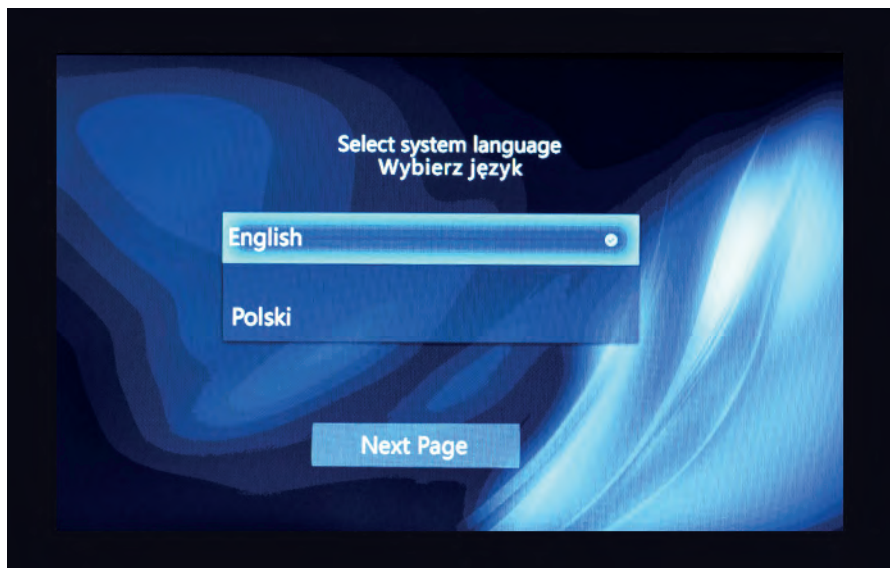 Select system language
Wybierz język
English
Polski
Next Page